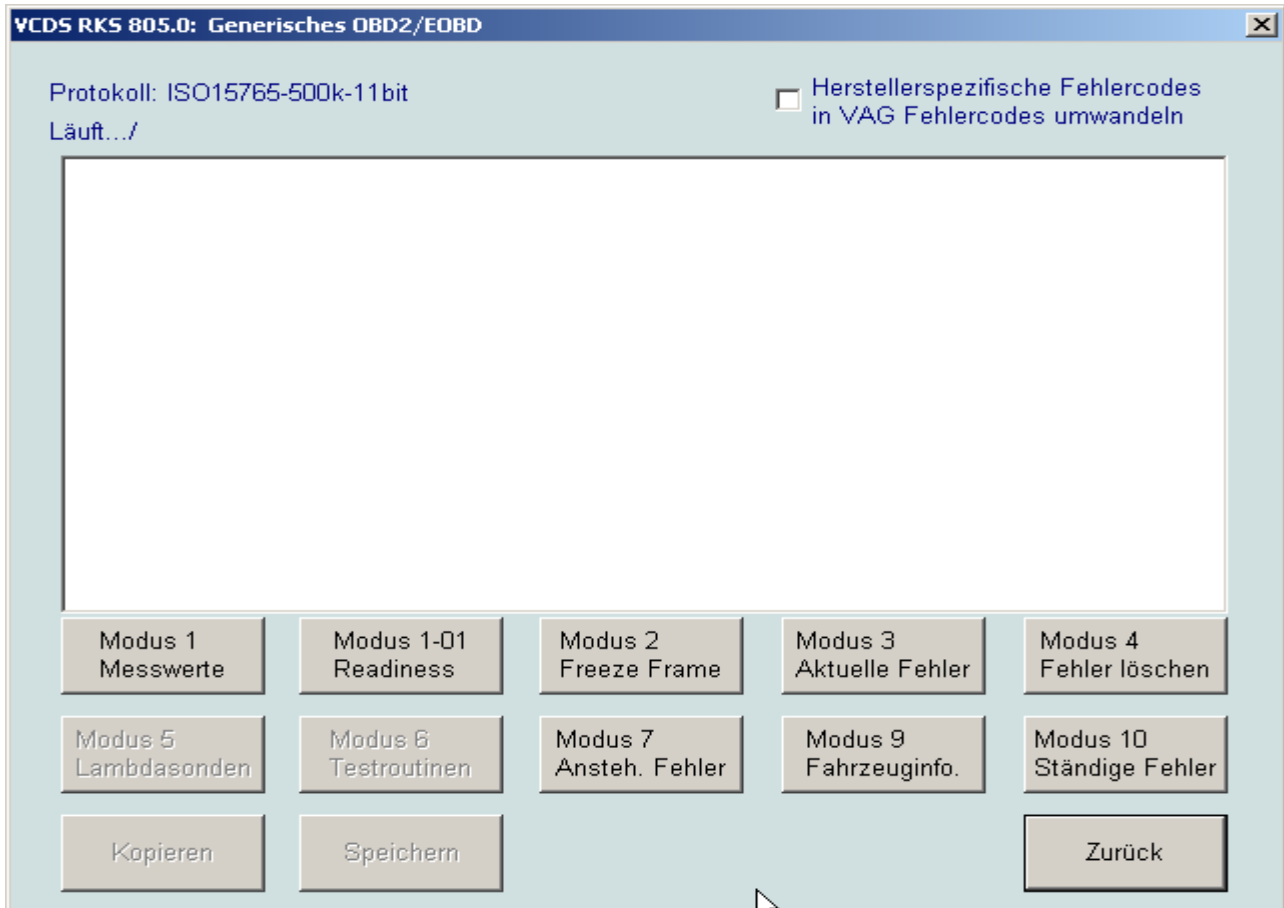 VCDS RKS 805.0: Generisches OBD2/EOBD
Protokoll: ISO15765-500k-11bit
Läuft.../
Herstellerspezifische Fehlercodes
in VAG Fehlercodes umwandeln
Modus 1
Messwerte
Modus 1-01
Readiness
Modus 2
Freeze Frame
Modus 3
Aktuelle Fehler
Modus 4
Fehler löschen
Modus 5
Lambdasonden
Modus 6
Testroutinen
Modus 7
Ansteh. Fehler
Modus 9
Fahrzeuginfo.
Modus 10
Ständige Fehler
Kopieren
Speichern
Zurück